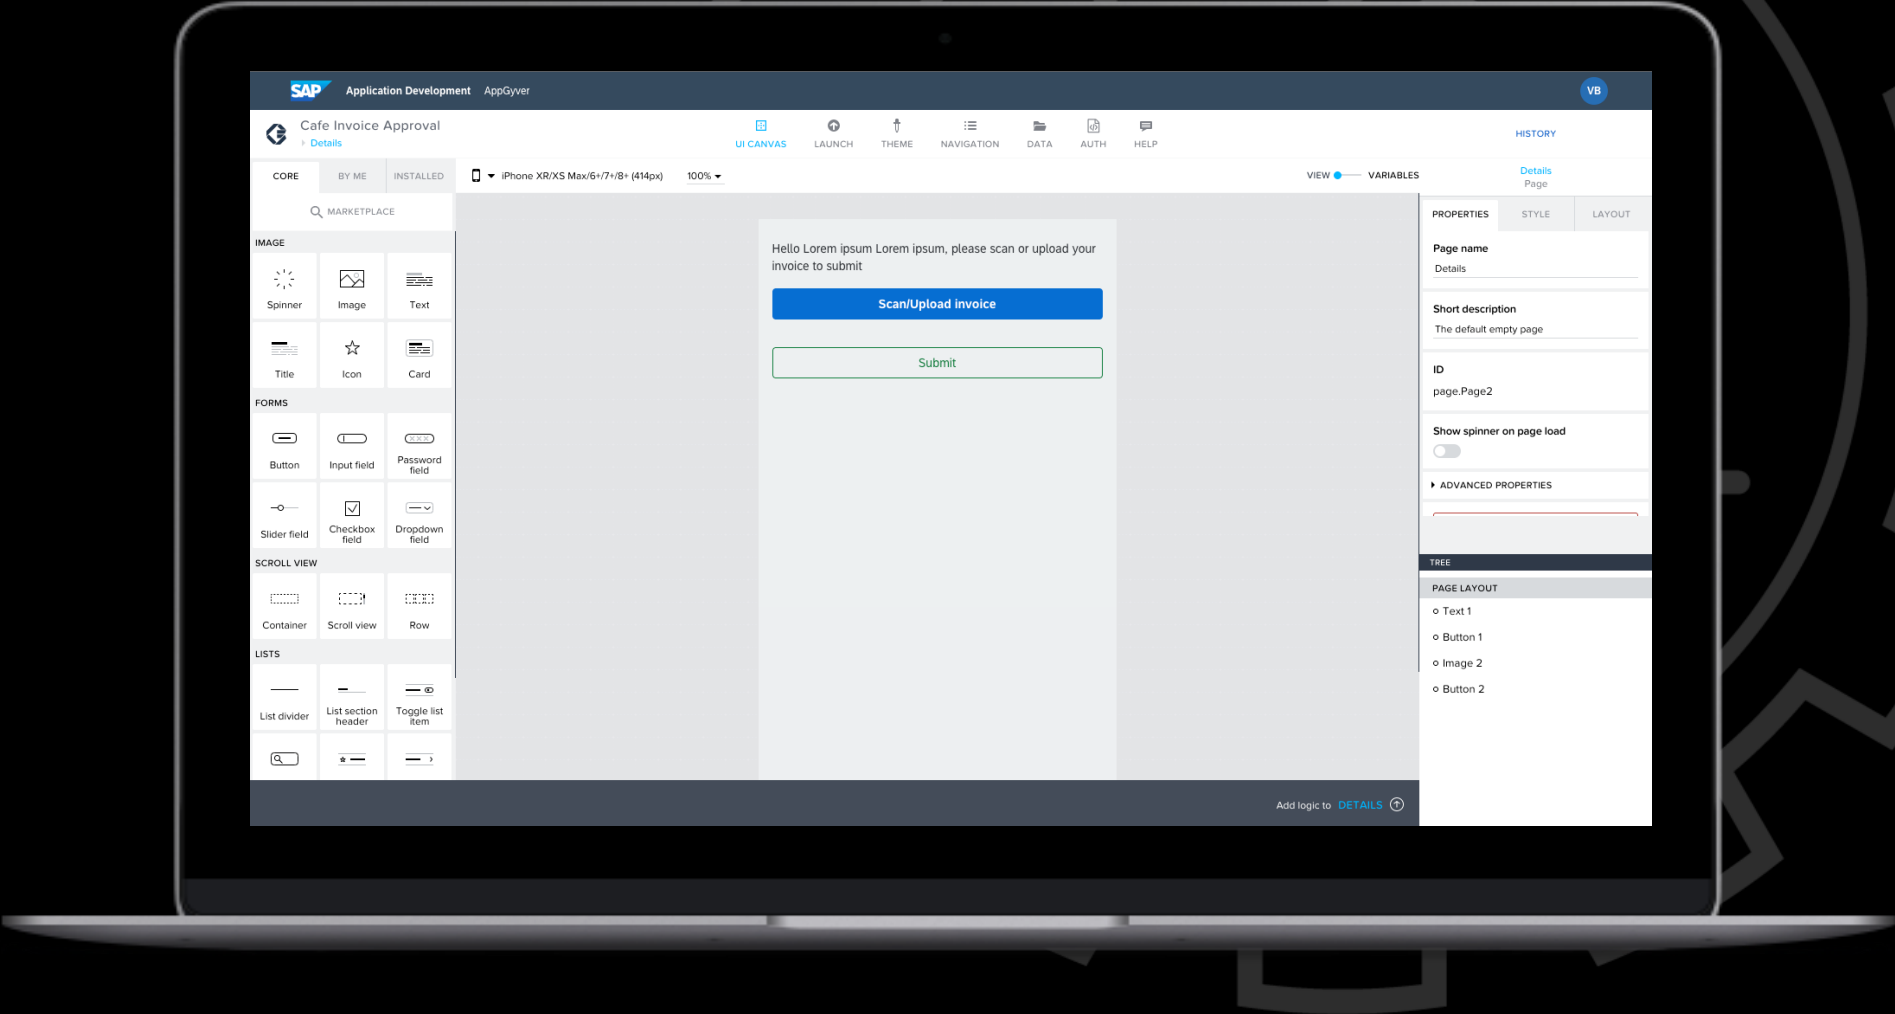 SAP Application Development AppGyver
VB
Cafe Invoice Approval
Details
UI CANVAS
LAUNCH
THEME
NAVIGATION
DATA
AUTH
HELP
HISTORY
CORE
BY ME
INSTALLED
iPhone XR/XS Max/6+/7+/8+ (414px)
100%
VIEW
VARIABLES
Details
Page
MARKETPLACE
IMAGE
Spinner
Image
Text
Title
Icon
Card
FORMS
Button
Input field
Password
field
Slider field
Checkbox
field
Dropdown
field
SCROLL VIEW
Container
Scroll view
Row
LISTS
List divider
List section
header
Toggle list
item
Hello Lorem ipsum Lorem ipsum, please scan or upload your
invoice to submit
Scan/Upload invoice
Submit
Add logic to DETAILS
PROPERTIES
STYLE
LAYOUT
Page name
Details
Short description
The default empty page
ID
page.Page2
Show spinner on page load
ADVANCED PROPERTIES
TREE
PAGE LAYOUT
Text 1
Button 1
Image 2
Button 2